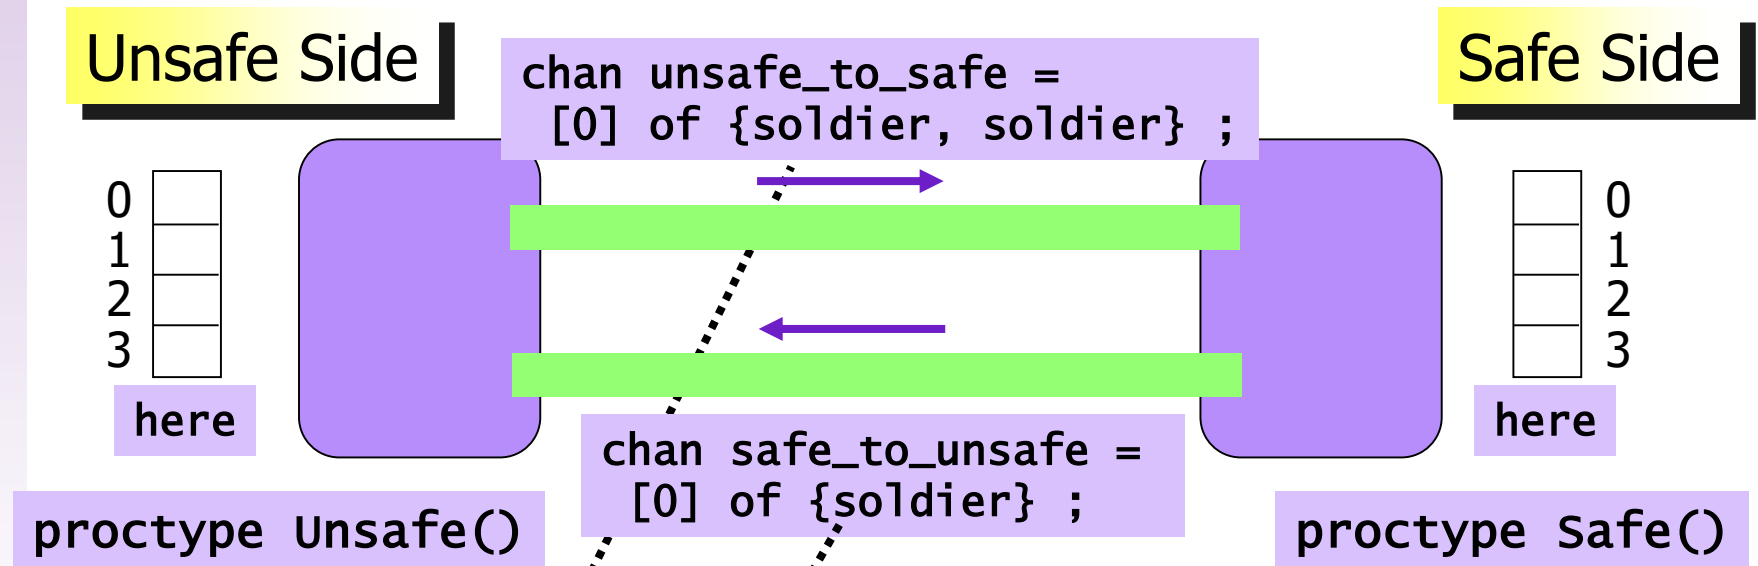 Unsafe Side
Safe Side
chan unsafe_to_safe =
[0] of {soldier, soldier} ;
0
1
2
3
here
0
1
2
3
here
chan safe_to_unsafe =
[0] of {soldier} ;
proctype Unsafe()
proctype Safe()